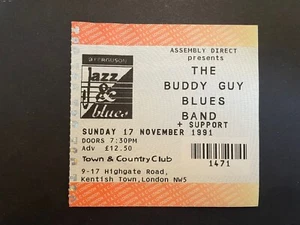 ASSEMBLY DIRECT
presents
THE
BUDDY GUY
BLUES
BAND
+ SUPPORT
jazz
&
blues
SUNDAY 17 NOVEMBER 1991
DOORS 7:30PM
Adv £12.50
Town & Country Club
9-17 Highgate Road,
Kentish Town, London NW5
1471